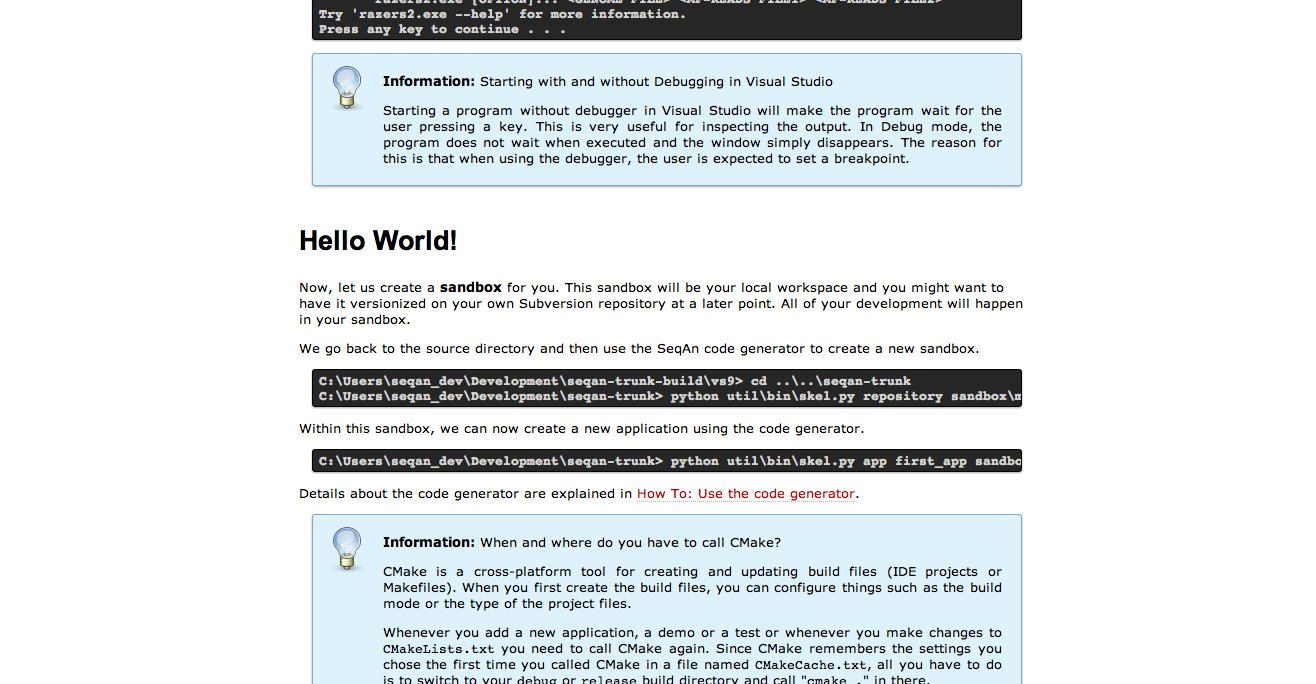 Try 'razers2.exe --help' for more information.
Press any key to continue . . .
Information: Starting with and without Debugging in Visual Studio
Starting a program without debugger in Visual Studio will make the program wait for the
user pressing a key. This is very useful for inspecting the output. In Debug mode, the
program does not wait when executed and the window simply disappears. The reason for
this is that when using the debugger, the user is expected to set a breakpoint.
Hello World!
Now, let us create a sandbox for you. This sandbox will be your local workspace and you might want to
have it versionized on your own Subversion repository at a later point. All of your development will happen
in your sandbox.
We go back to the source directory and then use the SeqAn code generator to create a new sandbox.
C:\Users\seqan_dev\Development\seqan-trunk-build\vs9> cd ..\..\seqan-trunk
C:\Users\seqan_dev\Development\seqan-trunk> python util\bin\skel.py repository sandbox\
Within this sandbox, we can now create a new application using the code generator.
C:\Users\seqan_dev\Development\seqan-trunk> python util\bin\skel.py app first_app sandbo
Details about the code generator are explained in How To: Use the code generator.
Information: When and where do you have to call CMake?
CMake is a cross-platform tool for creating and updating build files (IDE projects or
Makefiles). When you first create the build files, you can configure things such as the build
mode or the type of the project files.
Whenever you add a new application, a demo or a test or whenever you make changes to
CMakeLists.txt you need to call CMake again. Since CMake remembers the settings you
chose the first time you called CMake in a file named CMakeCache.txt, all you have to do
is to switch to your debug or release build directory and call "cmake ." in there.